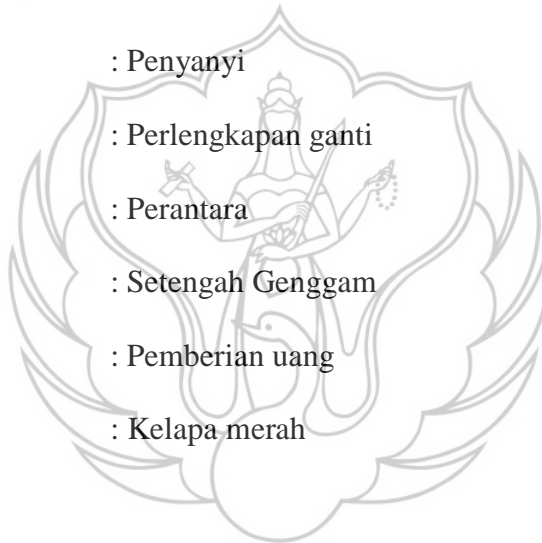 : Penyanyi
: Perlengkapan ganti
: Perantara
: Setengah Genggam
: Pemberian uang
: Kelapa merah